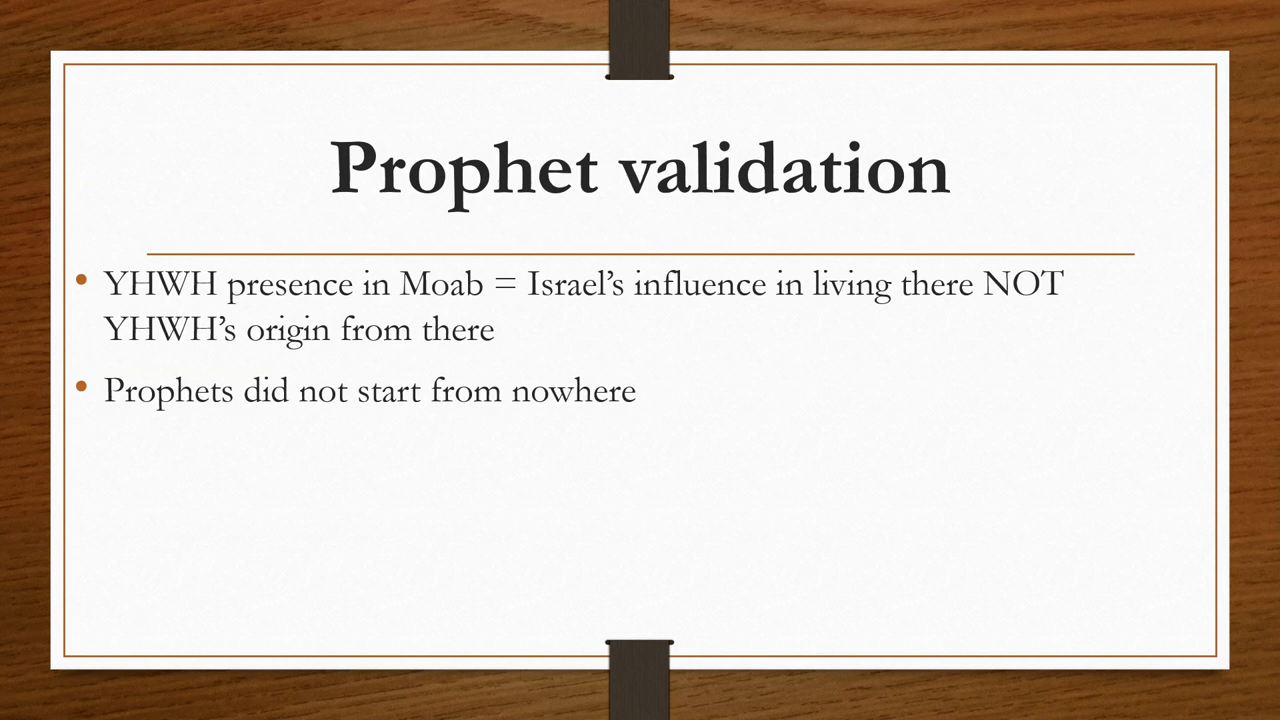 Prophet validation
• YHWH presence in Moab = Israel’s influence in living there NOT
YHWH’s origin from there
• Prophets did not start from nowhere